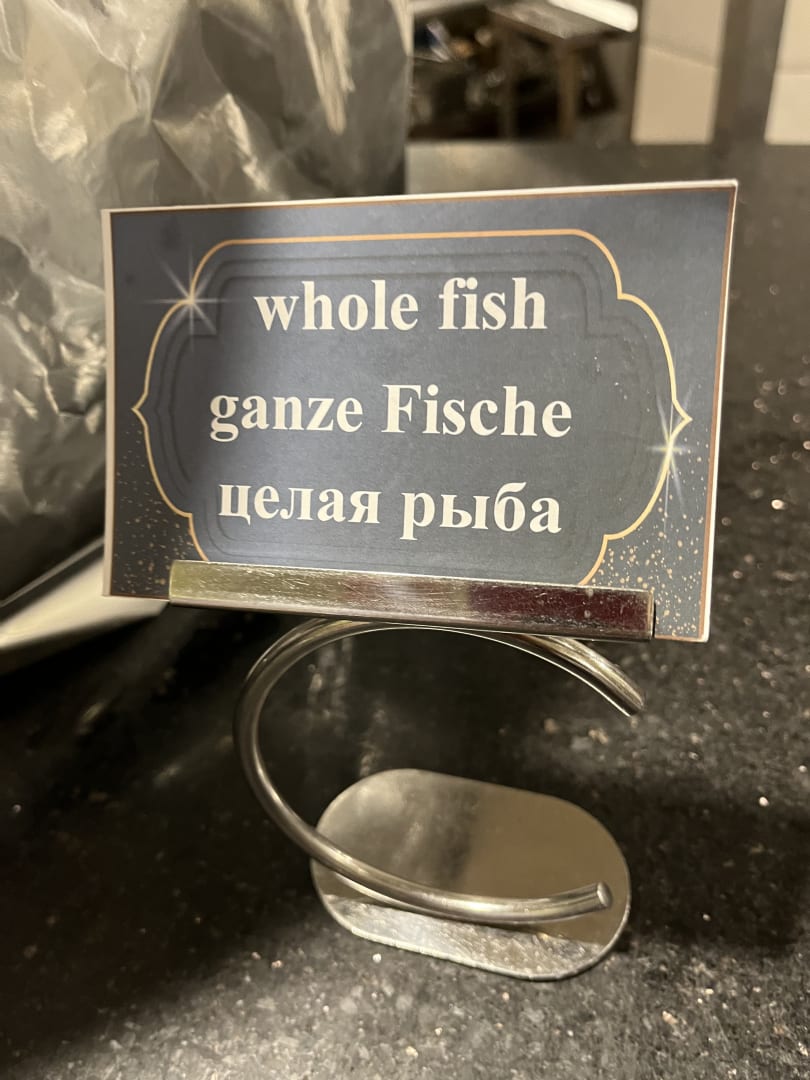 whole fish
ganze Fische
целая рыба